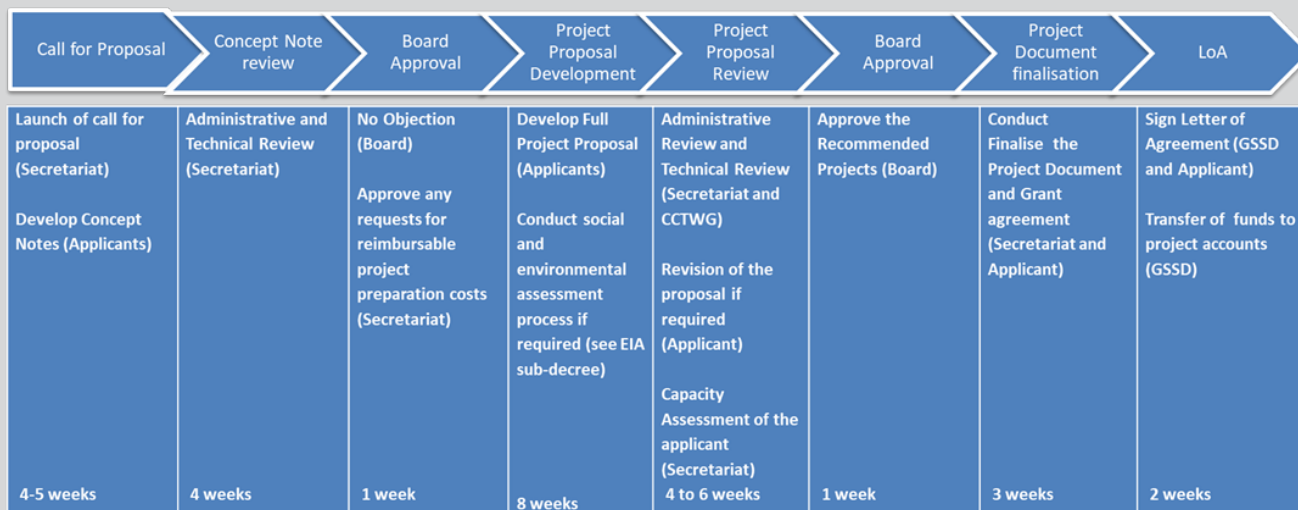 Call for Proposal
Concept Note
review
Board
Approval
Project
Proposal
Development
Project
Proposal
Review
Board
Approval
Project
Document
finalisation
LoA
Launch of call for
proposal
(Secretariat)
Develop Concept
Notes (Applicants)
4-5 weeks
Administrative and
Technical Review
(Secretariat)
4 weeks
No Objection
(Board)
Approve any
requests for
reimbursable
project
preparation costs
(Secretariat)
1 week
Develop Full
Project Proposal
(Applicants)
Conduct social
and
environmental
assessment
process if
required (see EIA
sub-decree)
8 weeks
Administrative
Review and
Technical Review
(Secretariat and
CCTWG)
Revision of the
proposal if
required
(Applicant)
Capacity
Assessment of the
applicant
(Secretariat)
4 to 6 weeks
Approve the
Recommended
Projects (Board)
1 week
Conduct
Finalise the
Project Document
and Grant
agreement
(Secretariat and
Applicant)
3 weeks
Sign Letter of
Agreement (GSSD
and Applicant)
Transfer of funds to
project accounts
(GSSD)
2 weeks